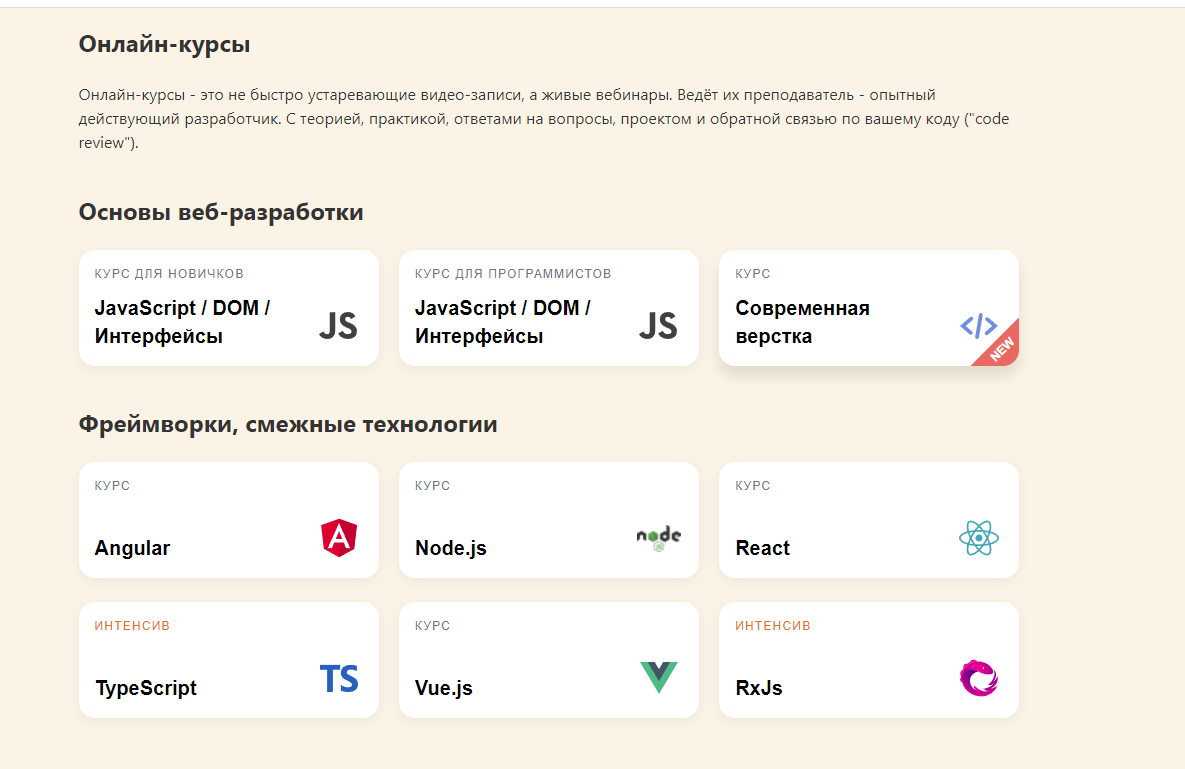 Онлайн-курсы
Онлайн-курсы - это не быстро устаревающие видео-записи, а живые вебинары. Ведёт их преподаватель - опытный
действующий разработчик. С теорией, практикой, ответами на вопросы, проектом и обратной связью по вашему коду ("code
review").
Основы веб-разработки
КУРС ДЛЯ НОВИЧКОВ
JavaScript / DOM /
Интерфейсы
JS
КУРС ДЛЯ ПРОГРАММИСТОВ
JavaScript / DOM /
Интерфейсы
JS
КУРС
Современная
верстка
</>
NEW
Фреймворки, смежные технологии
КУРС
Angular
A
КУРС
Node.js
node
JS
КУРС
React
ИНТЕНСИВ
TypeScript
TS
КУРС
Vue.js
ИНТЕНСИВ
RxJs